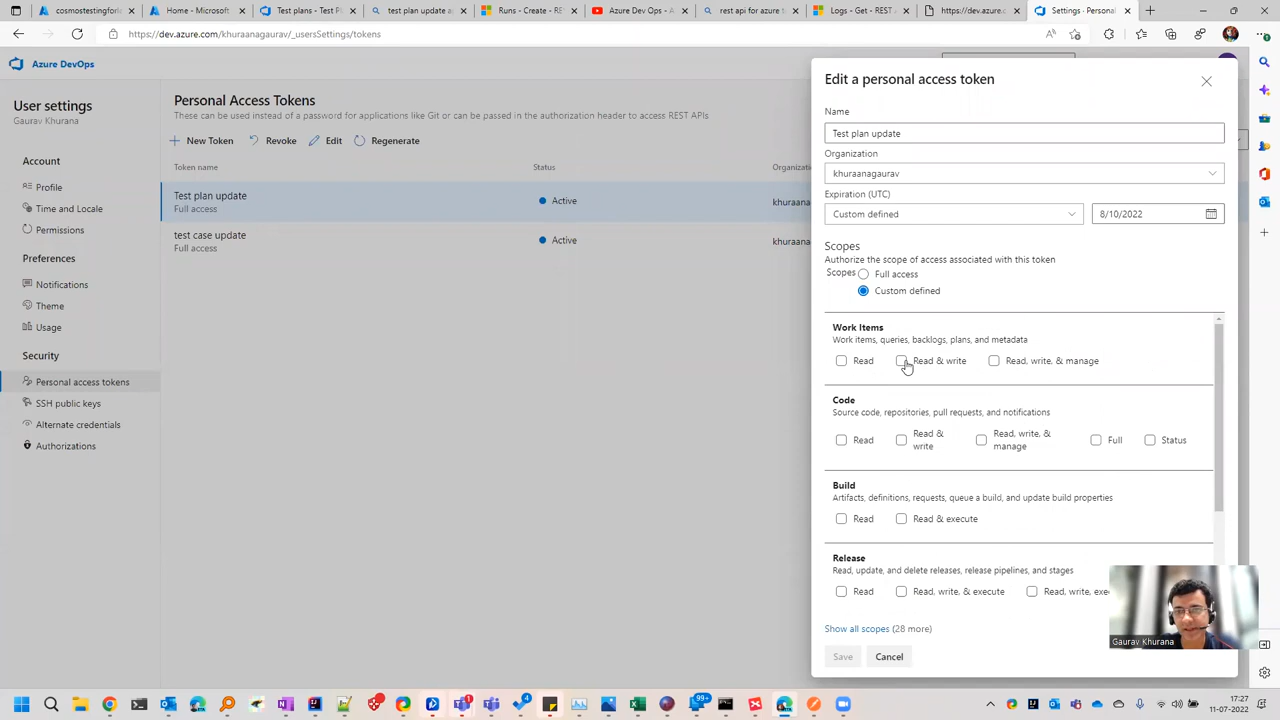 cosmostestingfork
Home - Microsoft
Test plans - Test Pl
test plan update a
Runs - Create - RE
Azure Dev Ops - A
rest api for azure t
Logs - Get - REST
https://dev.azure.c
Settings - Personal
https://dev.azure.com/khuraanagaurav/_usersSettings/tokens
Azure DevOps
User settings
Gaurav Khurana
Account
Profile
Time and Locale
Permissions
Preferences
Notifications
Theme
Usage
Security
Personal access tokens
SSH public keys
Alternate credentials
Authorizations
Personal Access Tokens
These can be used instead of a password for applications like Git or can be passed in the authorization header to access REST APIs
New Token Revoke Edit Regenerate
Token name Status Organiz
Test plan update Active khuraana
Full access
test case update Active khuraana
Full access
Edit a personal access token
Name
Test plan update
Organization
khuraanagaurav
Expiration (UTC)
Custom defined 8/10/2022
Scopes
Authorize the scope of access associated with this token
Scopes Full access
Custom defined
Work Items
Work items, queries, backlogs, plans, and metadata
Read Read & write Read, write, & manage
Code
Source code, repositories, pull requests, and notifications
Read Read & write Read, write, & manage Full Status
Build
Artifacts, definitions, requests, queue a build, and update build properties
Read Read & execute
Release
Read, update, and delete releases, release pipelines, and stages
Read Read, write, & execute Read, write, exe
Show all scopes (28 more)
Save Cancel
Gaurav Khurana
99+
ENG
17:27
11-07-2022